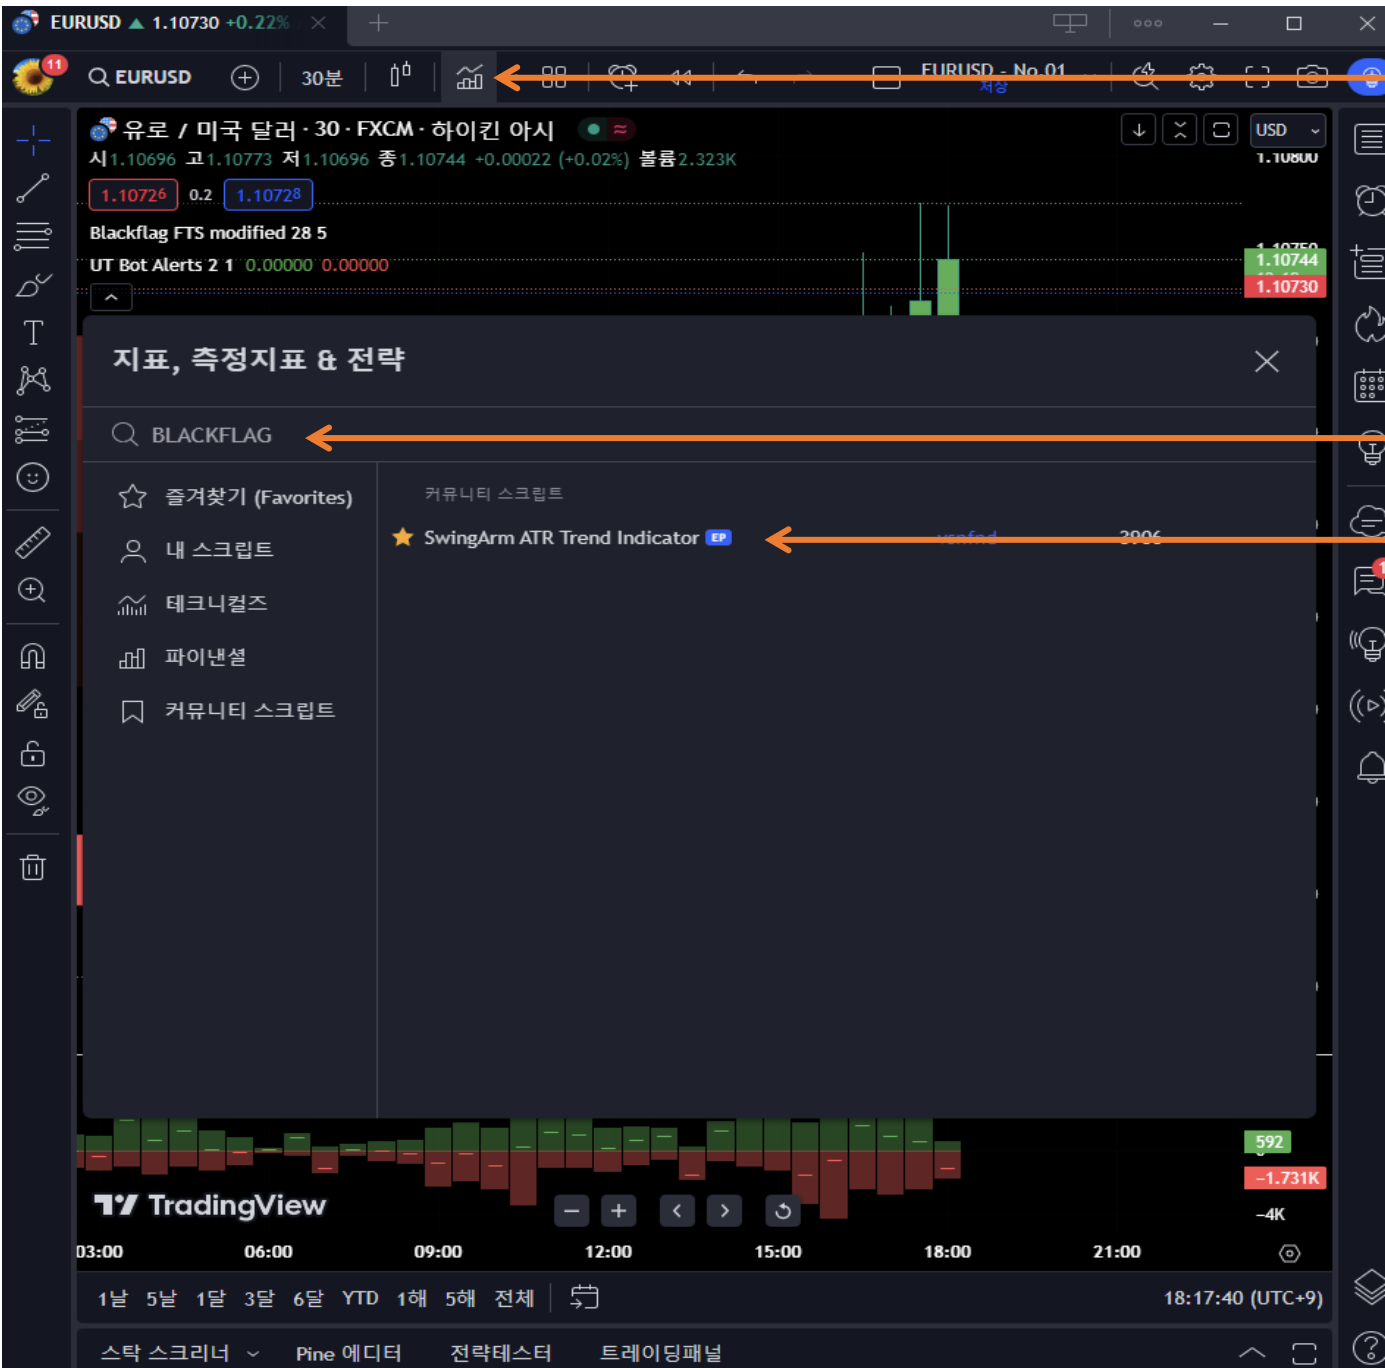 EURUSD ▲ 1.10730 +0.22%
11
EURUSD 30분 EURUSD - No.01
저장
유로 / 미국 달러 · 30 · FXCM · 하이킨 아시
USD
시1.10696 고1.10773 저1.10696 종1.10744 +0.00022 (+0.02%) 볼륨2.323K
1.10800
1.10726 0.2 1.10728
Blackflag FTS modified 28 5
1.10750
UT Bot Alerts 2 1 0.00000 0.00000
1.10744
1.10730
지표, 측정지표 & 전략
BLACKFLAG
즐겨찾기 (Favorites)
내 스크립트
테크니컬즈
파이낸셜
커뮤니티 스크립트
커뮤니티 스크립트
SwingArm ATR Trend Indicator EP vsnfnd 3906
592
−1.731K
−4K
TradingView
03:00 06:00 09:00 12:00 15:00 18:00 21:00
1날 5날 1달 3달 6달 YTD 1해 5해 전체
18:17:40 (UTC+9)
스탁 스크리너 Pine 에디터 전략테스터 트레이딩패널